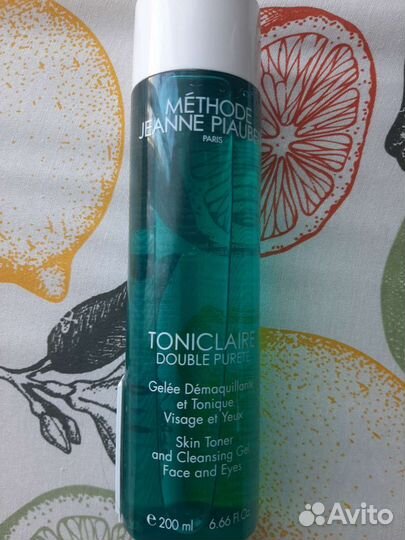 MÉTHODE
JEANNE PIAUBE
PARIS
TONICLAIRE
DOUBLE PURETÉ
Gelée Démaquillante
et Tonique
Visage et Yeux
Skin Toner
and Cleansing Gel
Face and Eyes
e 200 ml 6.66 Fl.Oz.
Avito